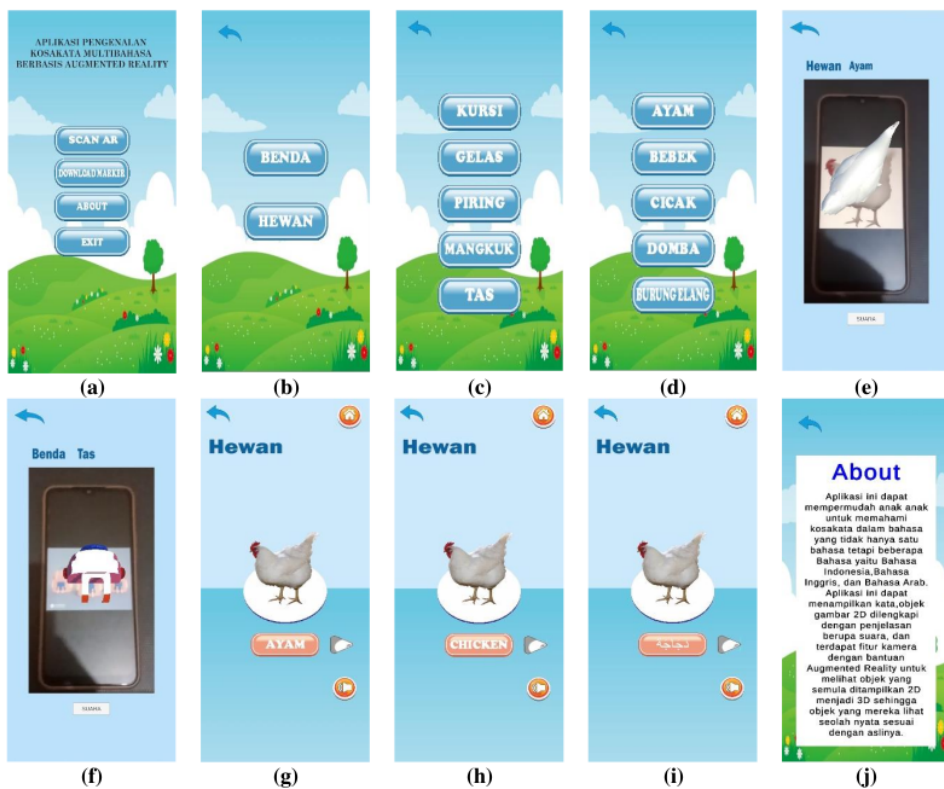 APLIKASI PENGENALAN
KOSAKATA MULTIBAHASA
BERBASIS AUGMENTED REALITY
SCAN AR
DOWNLOAD MARKER
ABOUT
EXIT
(a)
BENDA
HEWAN
(b)
KURSI
GELAS
PIRING
MANGKUK
TAS
(c)
AYAM
BEBEK
CICAK
DOMBA
BURUNG ELANG
(d)
Hewan Ayam
SUARA
(e)
Benda Tas
SUARA
(f)
Hewan
AYAM
(g)
Hewan
CHICKEN
(h)
Hewan
دجاجة
(i)
About
Aplikasi ini dapat
mempermudah anak anak
untuk memahami
kosakata dalam bahasa
yang tidak hanya satu
bahasa tetapi beberapa
Bahasa yaitu Bahasa
Indonesia,Bahasa
Inggris, dan Bahasa Arab.
Aplikasi ini dapat
menampilkan kata,objek
gambar 2D dilengkapi
dengan penjelasan
berupa suara, dan
terdapat fitur kamera
dengan bantuan
Augmented Reality untuk
melihat objek yang
semula ditampilkan 2D
menjadi 3D sehingga
objek yang mereka lihat
seolah nyata sesuai
dengan aslinya.
(j)